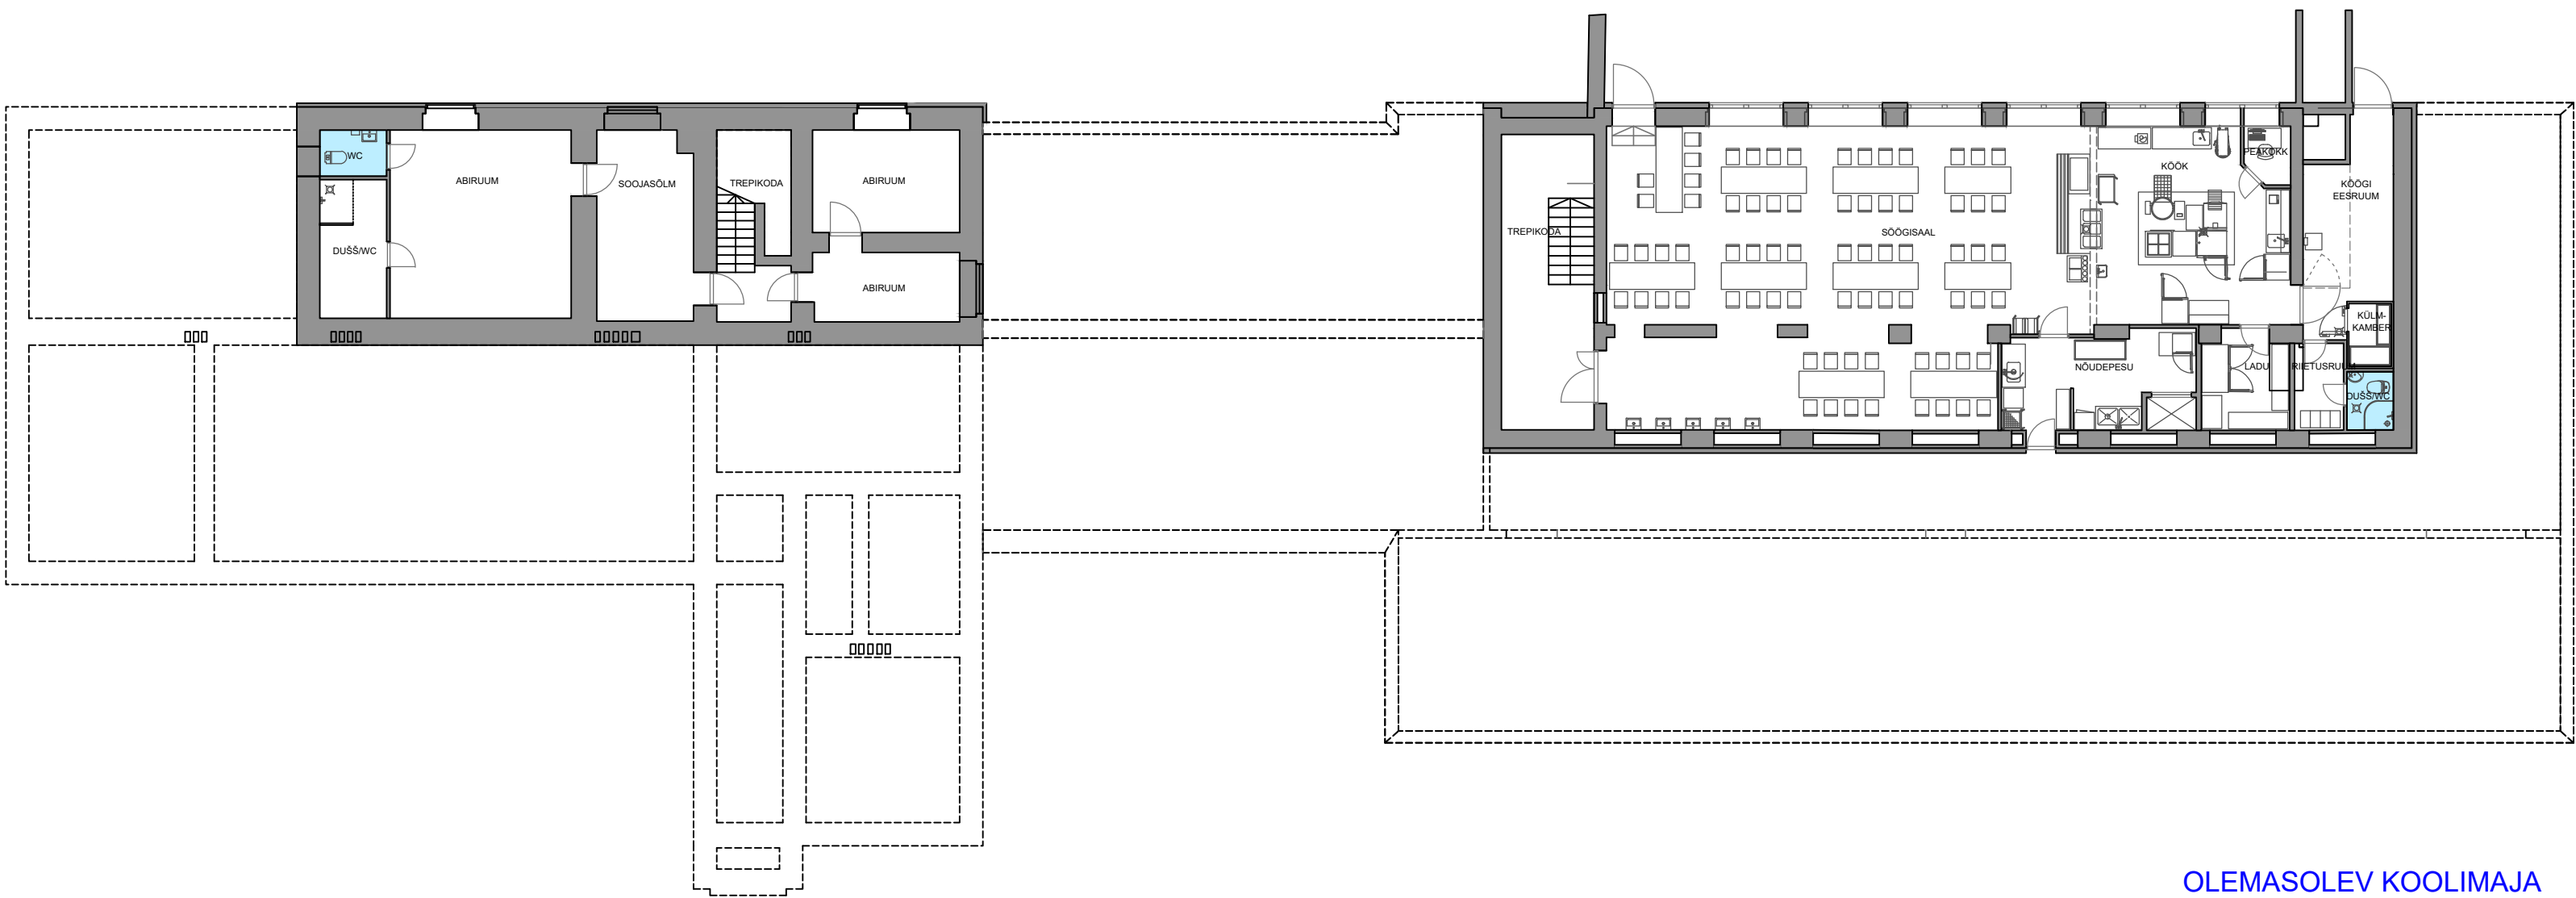 WC
ABIRUUM
SOOJASÕLM
TREPIKODA
ABIRUUM
DUŠŠ/WC
ABIRUUM
TREPIKODA
SÖÖGISAAL
KÖÖK
PEAKOKK
KÖÖGI
EESRUUM
KÜLM-
KAMBER
NÕUDEPESU
LADU
RIIETUSRUUM
DUŠŠ/WC
OLEMASOLEV KOOLIMAJA